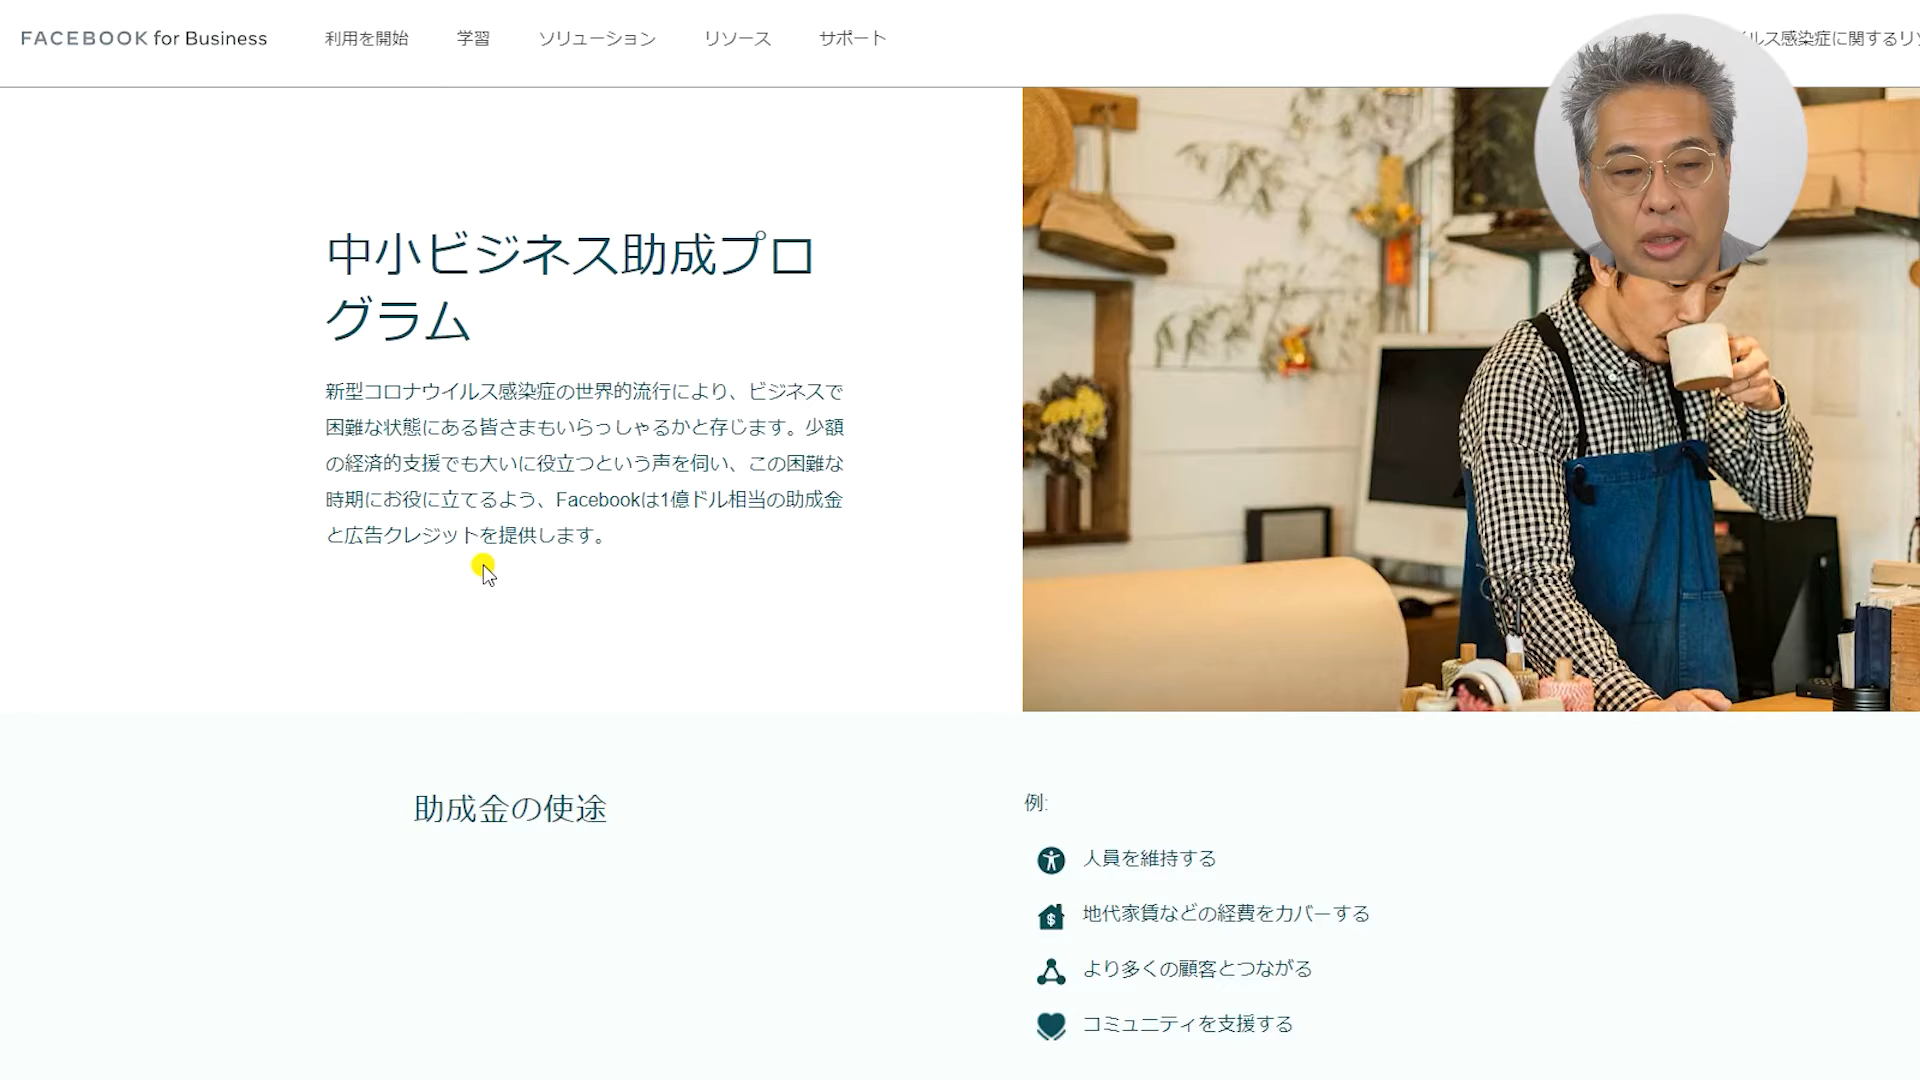 FACEBOOK for Business 利用を開始 学習 ソリューション リソース サポート ルス感染症に関するリ
中小ビジネス助成プロ
グラム
新型コロナウイルス感染症の世界的流行により、ビジネスで
困難な状態にある皆さまもいらっしゃるかと存じます。少額
の経済的支援でも大いに役立つという声を伺い、この困難な
時期にお役に立てるよう、Facebookは1億ドル相当の助成金
と広告クレジットを提供します。
助成金の使途
例:
人員を維持する
地代家賃などの経費をカバーする
より多くの顧客とつながる
コミュニティを支援する